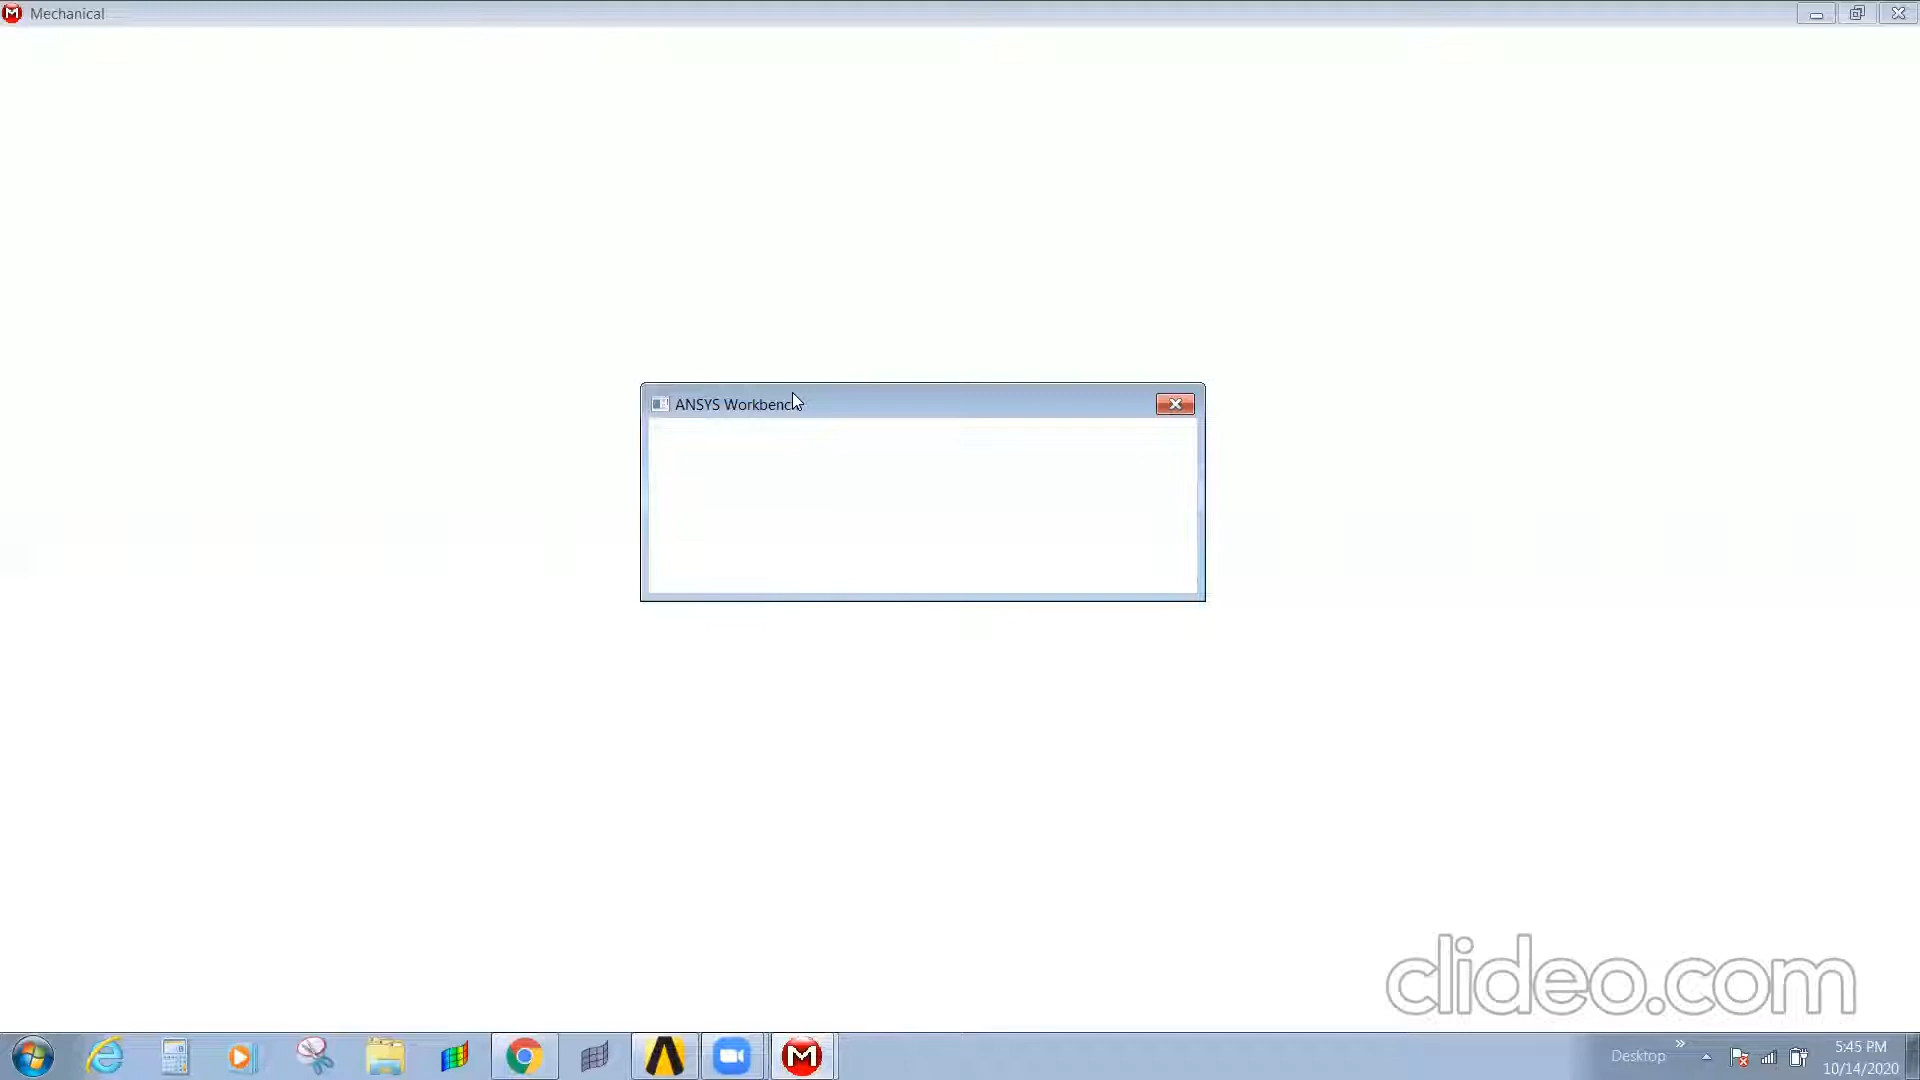 Mechanical
ANSYS Workbench
clideo.com
Desktop
5:45 PM
10/14/2020